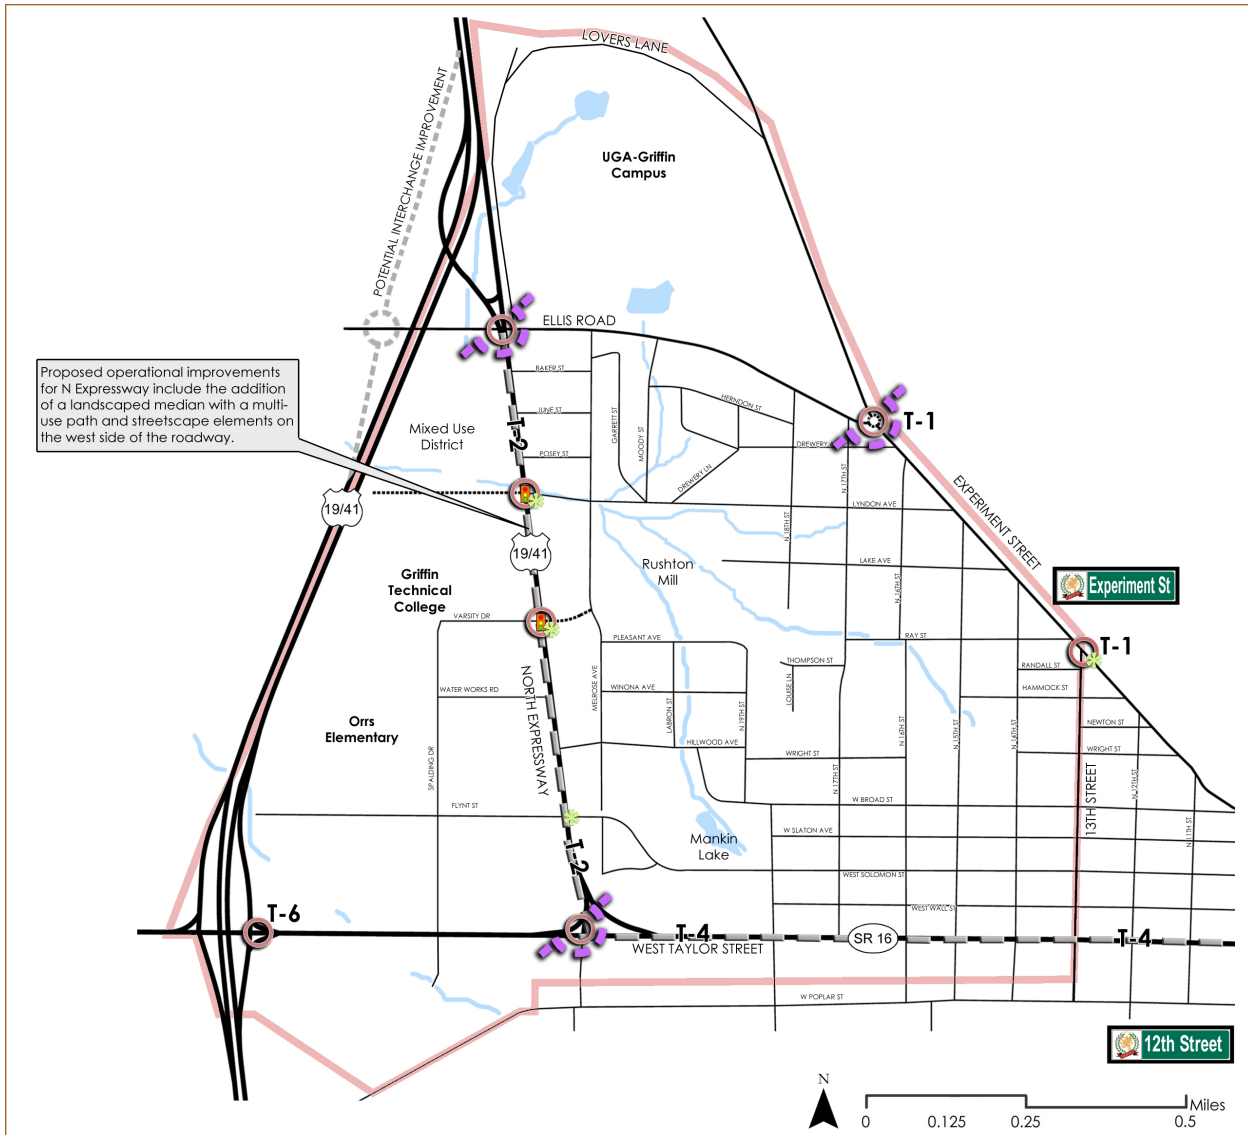 LOVERS LANE
POTENTIAL INTERCHANGE IMPROVEMENT
UGA-Griffin
Campus
ELLIS ROAD
Proposed operational improvements
for N Expressway include the addition
of a landscaped median with a multi-
use path and streetscape elements on
the west side of the roadway.
BAKER ST
JUNE ST
POSEY ST
T-2
Mixed Use
District
GARRETT ST
MOODY ST
HERNDON ST
DREWERY
DREWERY LN
T-1
N 17TH ST
N 18TH ST
LYNDON AVE
EXPERIMENT STREET
19/41
19/41
LAKE AVE
N 16TH ST
Rushton
Mill
Griffin
Technical
College
Experiment St
VARSITY DR
PLEASANT AVE
RAY ST
T-1
THOMPSON ST
RANDALL ST
LOUISE LN
HAMMOCK ST
NORTH EXPRESSWAY
MELROSE AVE
WINONA AVE
LABRON ST
N 19TH ST
WATER WORKS RD
Orrs
Elementary
NEWTON ST
N 16TH ST
N 15TH ST
N 14TH ST
HILLWOOD AVE
WRIGHT ST
WRIGHT ST
SPALDING DR
N 17TH ST
13TH STREET
N 12TH ST
FLYNT ST
W BROAD ST
N 11TH ST
W SLATON AVE
Mankin
Lake
T-2
WEST SOLOMON ST
WEST WALL ST
T-6
T-4
SR 16
T-4
WEST TAYLOR STREET
W POPLAR ST
12th Street
N
Miles
0
0.125
0.25
0.5